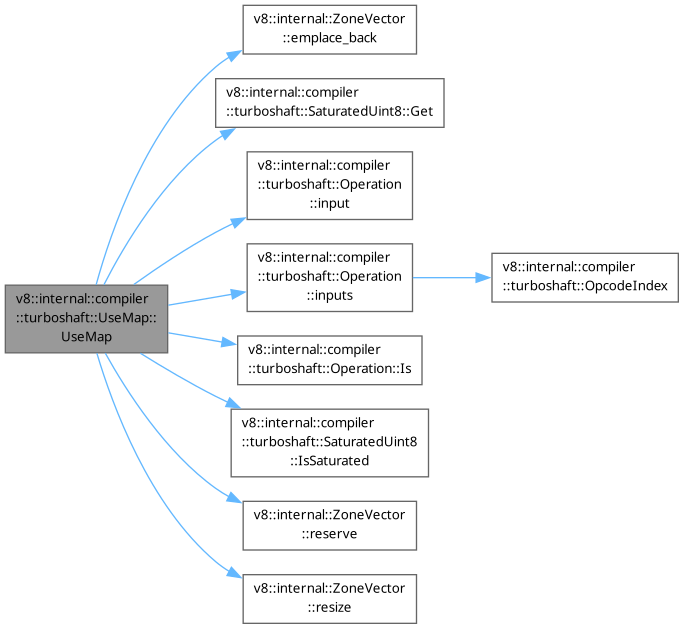 v8::internal::ZoneVector
::emplace_back
v8::internal::compiler
::turboshaft::SaturatedUint8::Get
v8::internal::compiler
::turboshaft::Operation
::input
v8::internal::compiler
::turboshaft::Operation
::inputs
v8::internal::compiler
::turboshaft::OpcodeIndex
v8::internal::compiler
::turboshaft::UseMap::
UseMap
v8::internal::compiler
::turboshaft::Operation::Is
v8::internal::compiler
::turboshaft::SaturatedUint8
::IsSaturated
v8::internal::ZoneVector
::reserve
v8::internal::ZoneVector
::resize